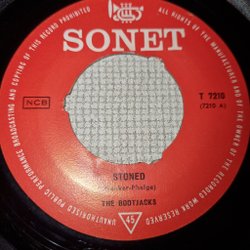 ALL RIGHTS OF THE MANUFACTURER AND OF THE OWNER OF THE RECORDED WORK RESERVED
UNAUTHORISED PUBLIC PERFORMANCE BROADCASTING AND COPYING OF THIS RECORD PROHIBITED
SONET
NCB
T 7210
(7210 A)
STONED
THE BOOTJACKS
45